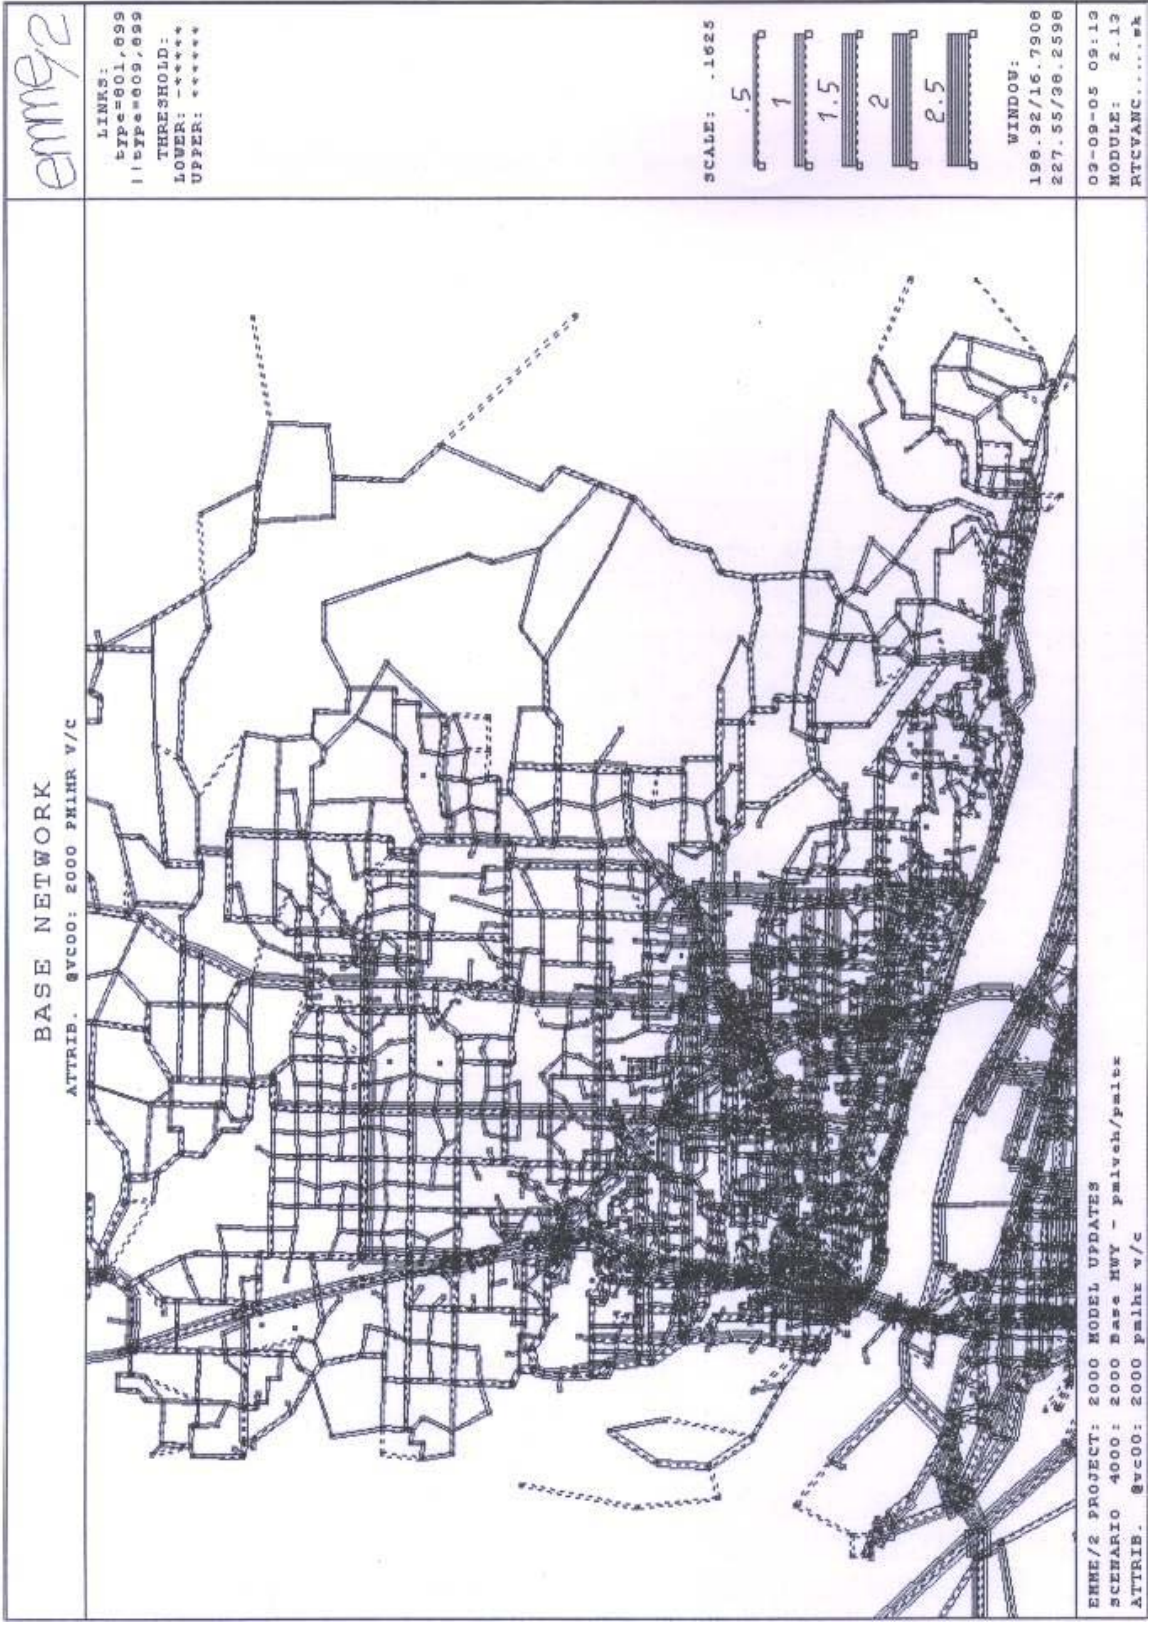 BASE NETWORK
ATTRIB. @VC00: 2000 PM1HR V/C
emme/2
LINKS:
type=801,899
||type=809,899
THRESHOLD:
LOWER: -*****
UPPER: ******
SCALE: .1625
.5
1
1.5
2
2.5
WINDOW:
198.92/16.7908
227.55/38.2598
EMME/2 PROJECT: 2000 MODEL UPDATES
SCENARIO 4000: 2000 Base HWY - pm1veh/pm1tx
ATTRIB. @vc00: 2000 pm1hr v/c
03-09-05 09:13
MODULE: 2.13
RTCVANC.....mk